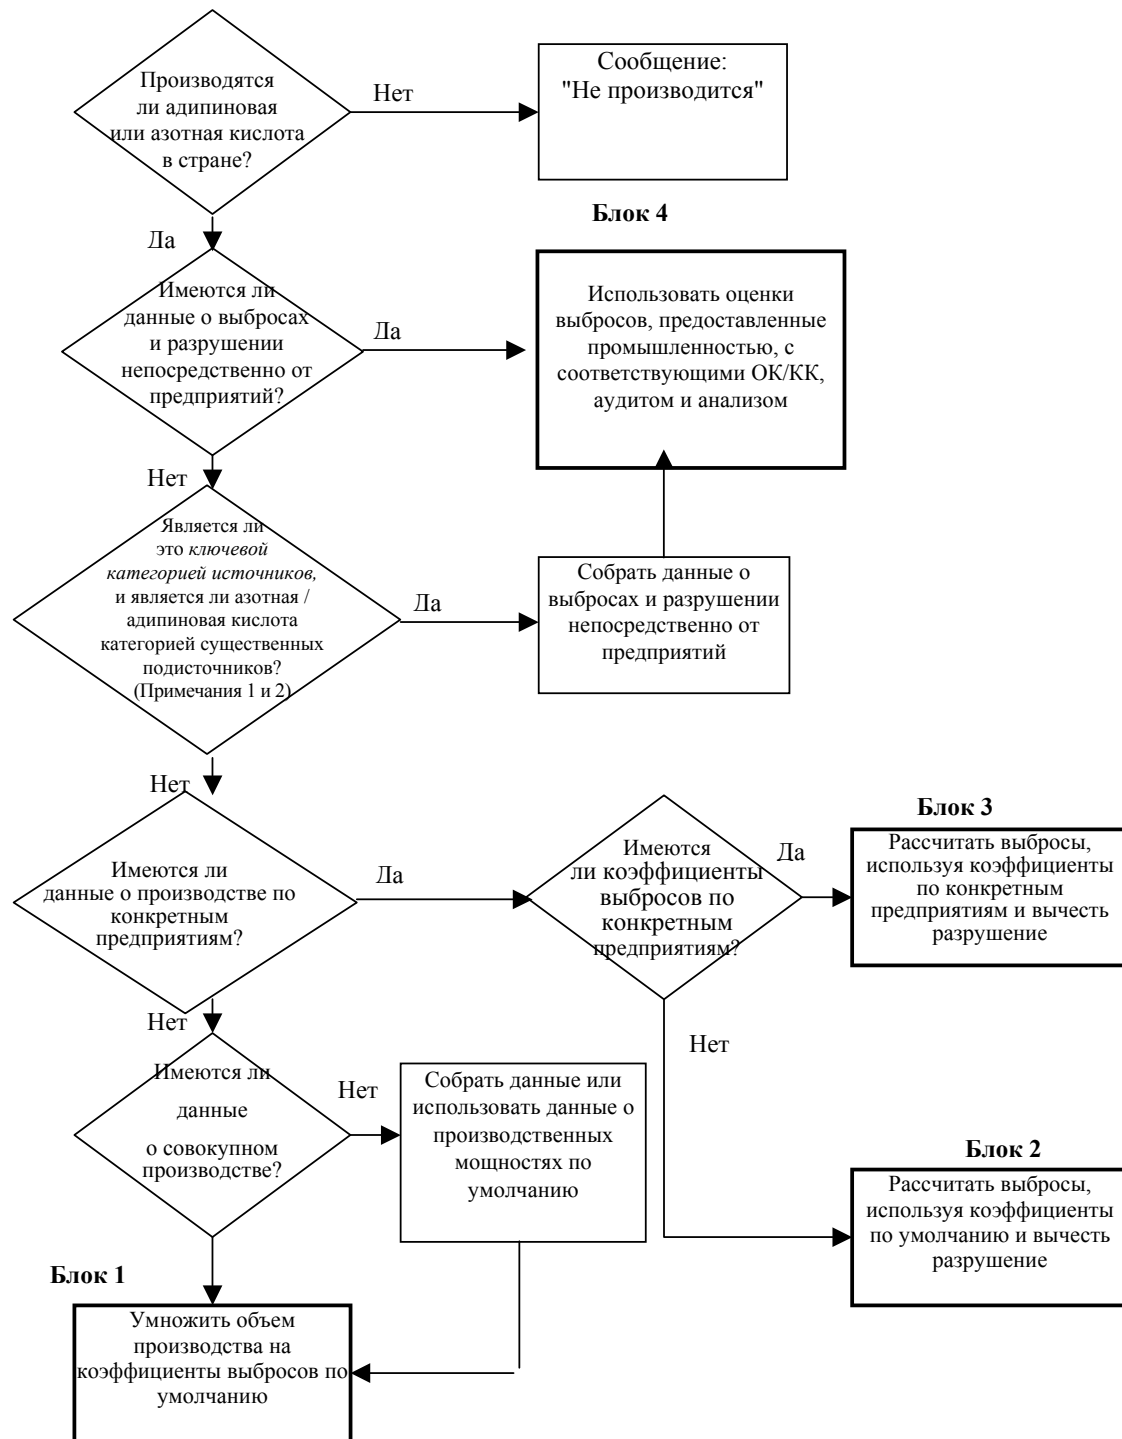 Производятся
ли адипиновая
или азотная кислота
в стране?
Нет
Сообщение:
"Не производится"
Да
Блок 4
Имеются ли
данные о выбросах
и разрушении
непосредственно от
предприятий?
Да
Использовать оценки
выбросов, предоставленные
промышленностью, с
соответствующими ОК/КК,
аудитом и анализом
Нет
Является ли
это ключевой
категорией источников,
и является ли азотная /
адипиновая кислота
категорией существенных
подисточников?
(Примечания 1 и 2)
Да
Собрать данные о
выбросах и разрушении
непосредственно от
предприятий
Нет
Имеются ли
данные о производстве по
конкретным
предприятиям?
Да
Имеются
ли коэффициенты
выбросов по
конкретным
предприятиям?
Да
Блок 3
Рассчитать выбросы,
используя коэффициенты
по конкретным
предприятиям и вычесть
разрушение
Нет
Нет
Имеются ли
данные
о совокупном
производстве?
Нет
Собрать данные или
использовать данные о
производственных
мощностях по
умолчанию
Блок 2
Рассчитать выбросы,
используя коэффициенты
по умолчанию и вычесть
разрушение
Блок 1
Умножить объем
производства на
коэффициенты выбросов по
умолчанию